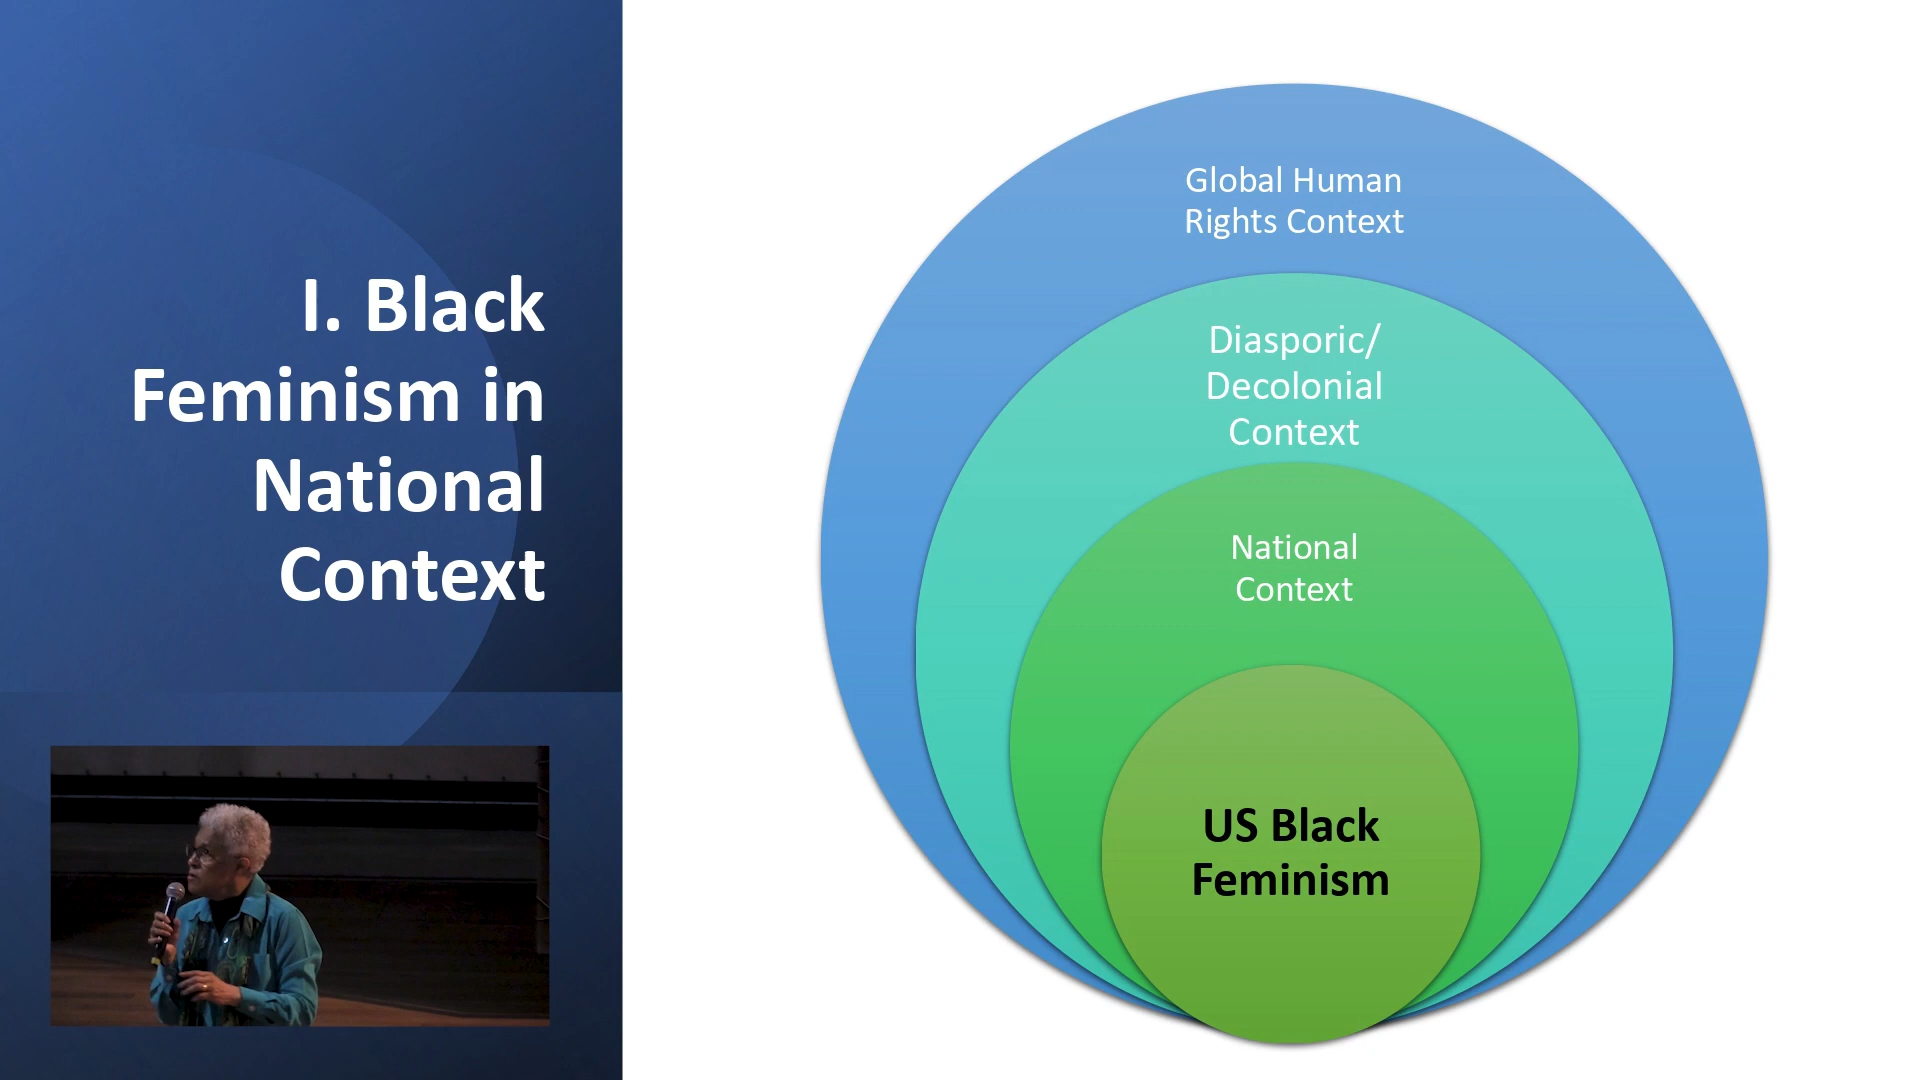 I. Black
Feminism in
National
Context
Global Human
Rights Context
Diasporic/
Decolonial
Context
National
Context
US Black
Feminism